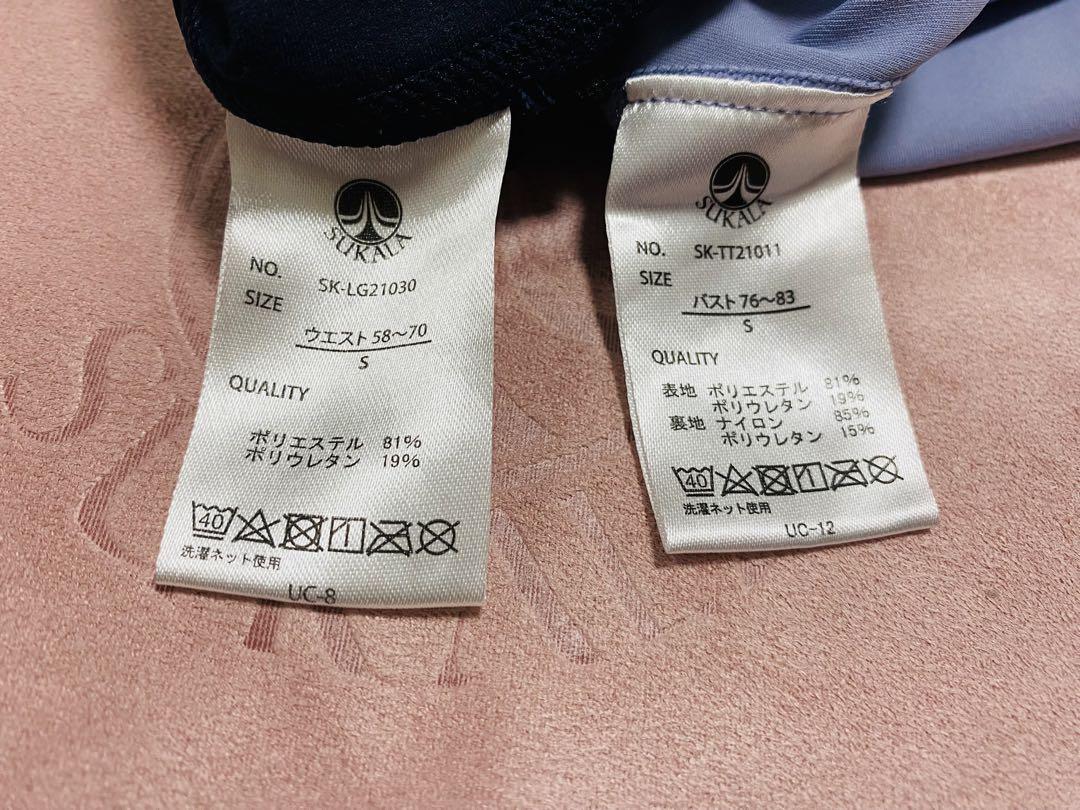 SUKALA
NO. SK-LG21030
SIZE
ウエスト 58〜70
S
QUALITY
ポリエステル 81%
ポリウレタン 19%
40
洗濯ネット使用
UC-8
SUKALA
NO. SK-TT21011
SIZE
バスト 76〜83
S
QUALITY
表地 ポリエステル 81%
ポリウレタン 19%
裏地 ナイロン 85%
ポリウレタン 15%
40
洗濯ネット使用
UC-12